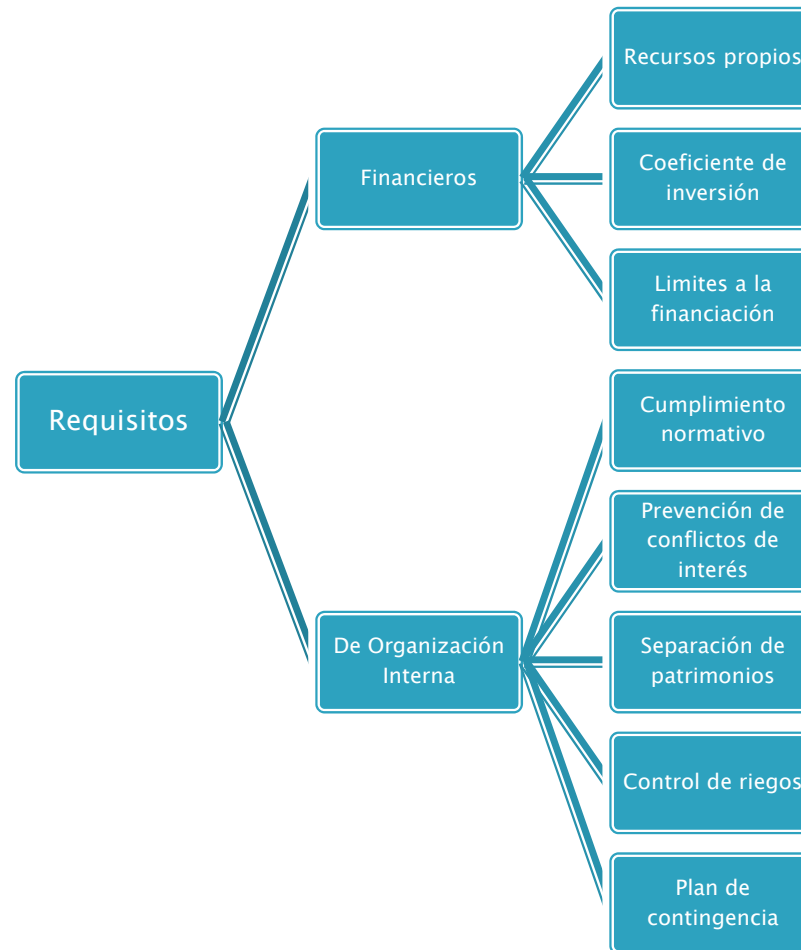 Requisitos
Financieros
Recursos propios
Coeficiente de
inversión
Limites a la
financiación
De Organización
Interna
Cumplimiento
normativo
Prevención de
conflictos de
interés
Separación de
patrimonios
Control de riegos
Plan de
contingencia